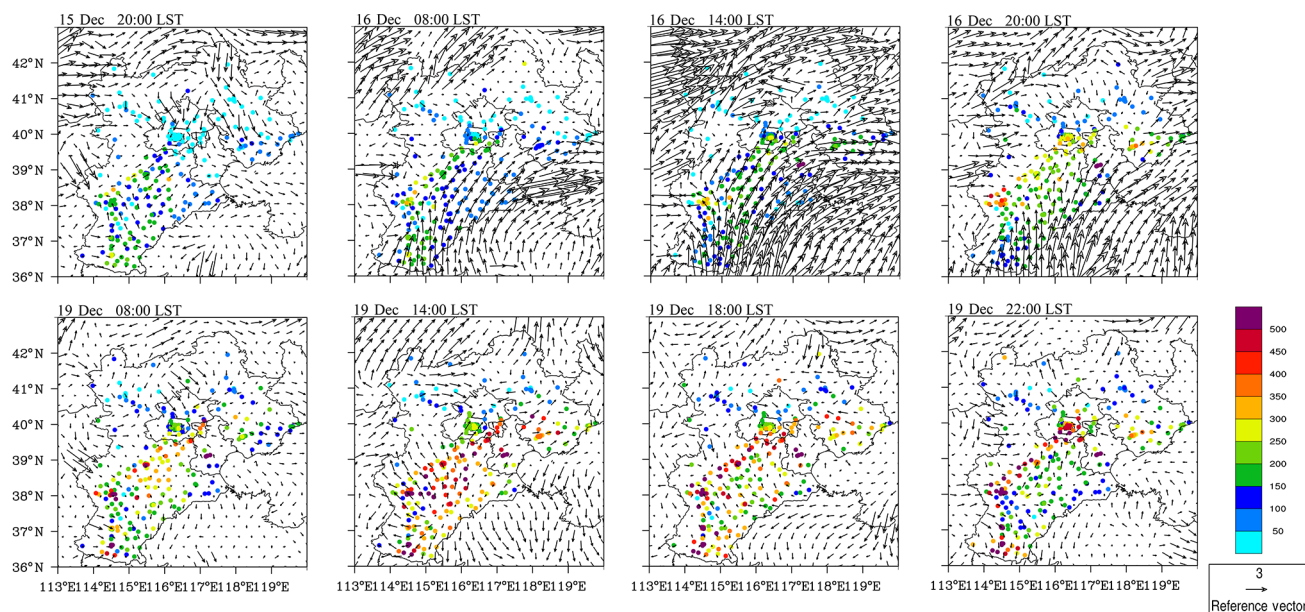 15 Dec 20:00 LST
16 Dec 08:00 LST
16 Dec 14:00 LST
16 Dec 20:00 LST
42° N
41° N
40° N
39° N
38° N
37° N
36° N
19 Dec 08:00 LST
19 Dec 14:00 LST
19 Dec 18:00 LST
19 Dec 22:00 LST
42° N
41° N
40° N
39° N
38° N
37° N
36° N
113°E114°E115°E116°E117°E118°E119°E
113°E114°E115°E116°E117°E118°E119°E
113°E114°E115°E116°E117°E118°E119°E
113°E114°E115°E116°E117°E118°E119°E
500
450
400
350
300
250
200
150
100
50
3
Reference vector